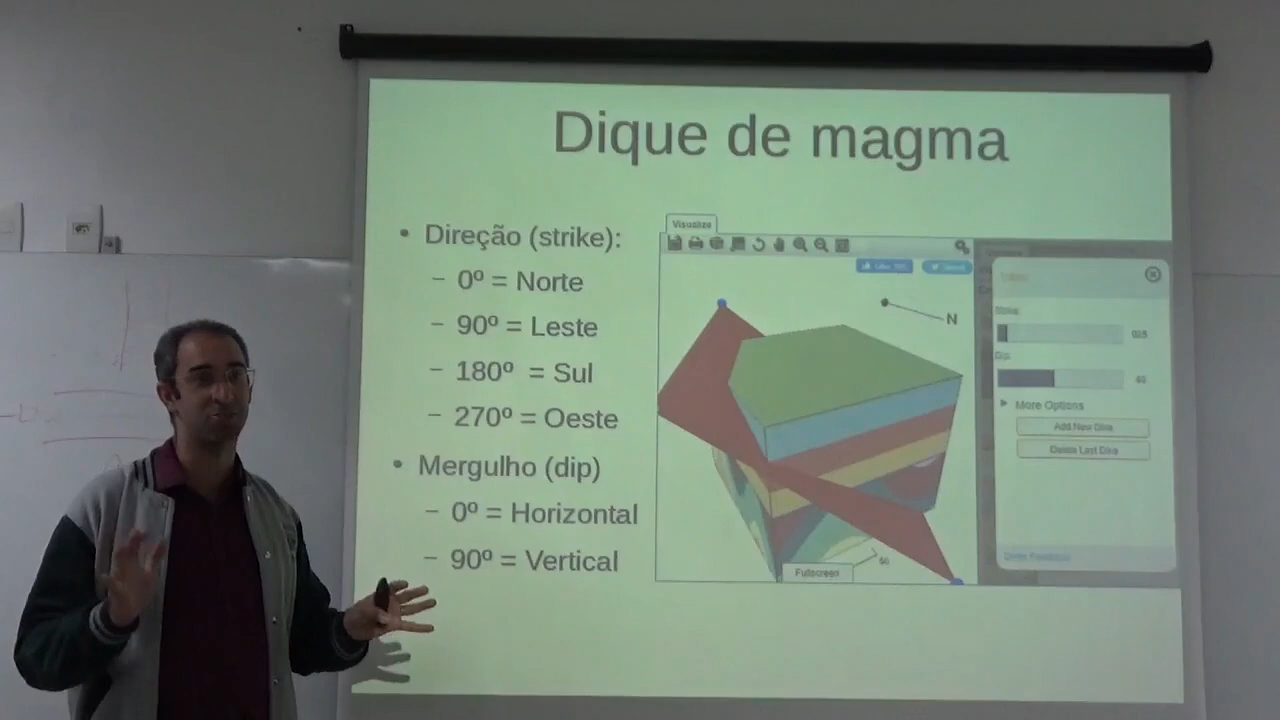 Dique de magma
• Direção (strike):
– 0º = Norte
– 90º = Leste
– 180º = Sul
– 270º = Oeste
• Mergulho (dip)
– 0º = Horizontal
– 90º = Vertical
Visualize
N
Dip
More Options
Add New Dike
Delete Last Dike
Fullscreen